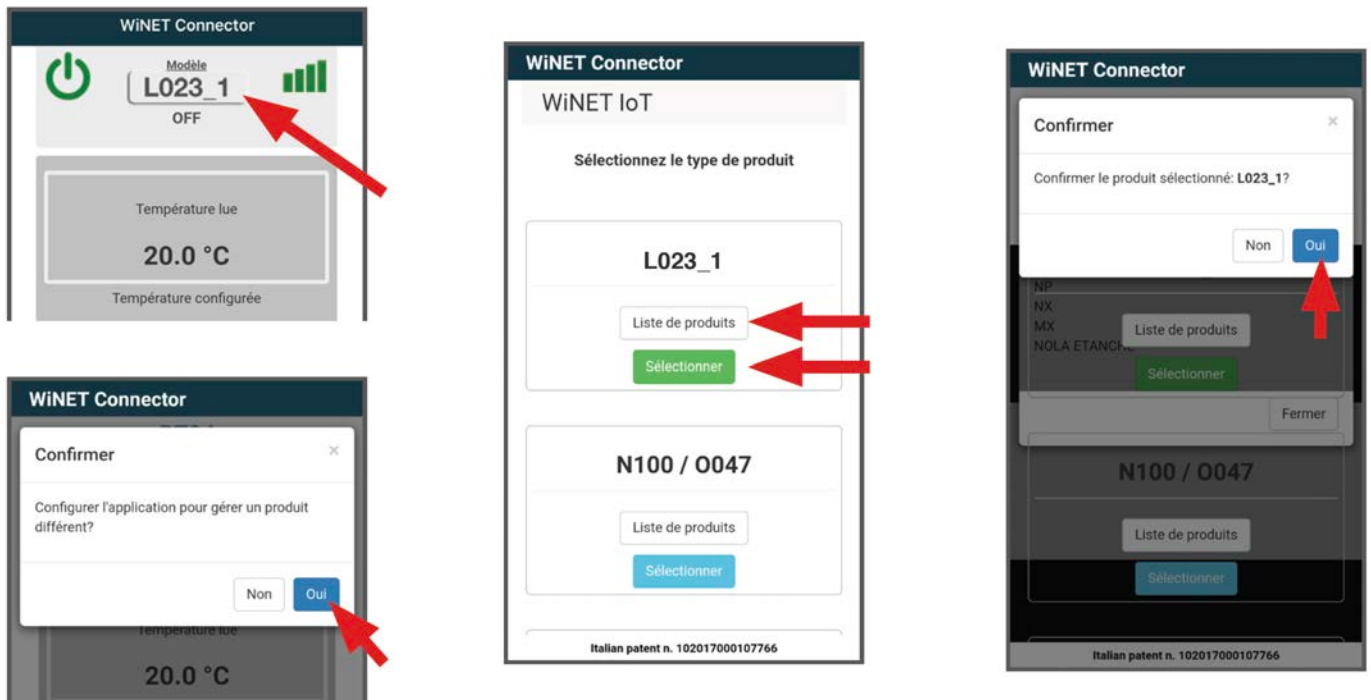 WiNET Connector
Modèle
L023_1
OFF
Température lue
20.0 °C
Température configurée
WiNET Connector
Confirmer
×
Configurer l'application pour gérer un produit
différent?
Non
Oui
Température lue
20.0 °C
WiNET Connector
WiNET IoT
Sélectionnez le type de produit
L023_1
Liste de produits
Sélectionner
N100 / O047
Liste de produits
Sélectionner
Italian patent n. 102017000107766
WiNET Connector
Confirmer
×
Confirmer le produit sélectionné: L023_1?
Non
Oui
NP
NX
MX
NOLA ETANCHE
Liste de produits
Sélectionner
Fermer
N100 / O047
Liste de produits
Sélectionner
Italian patent n. 102017000107766